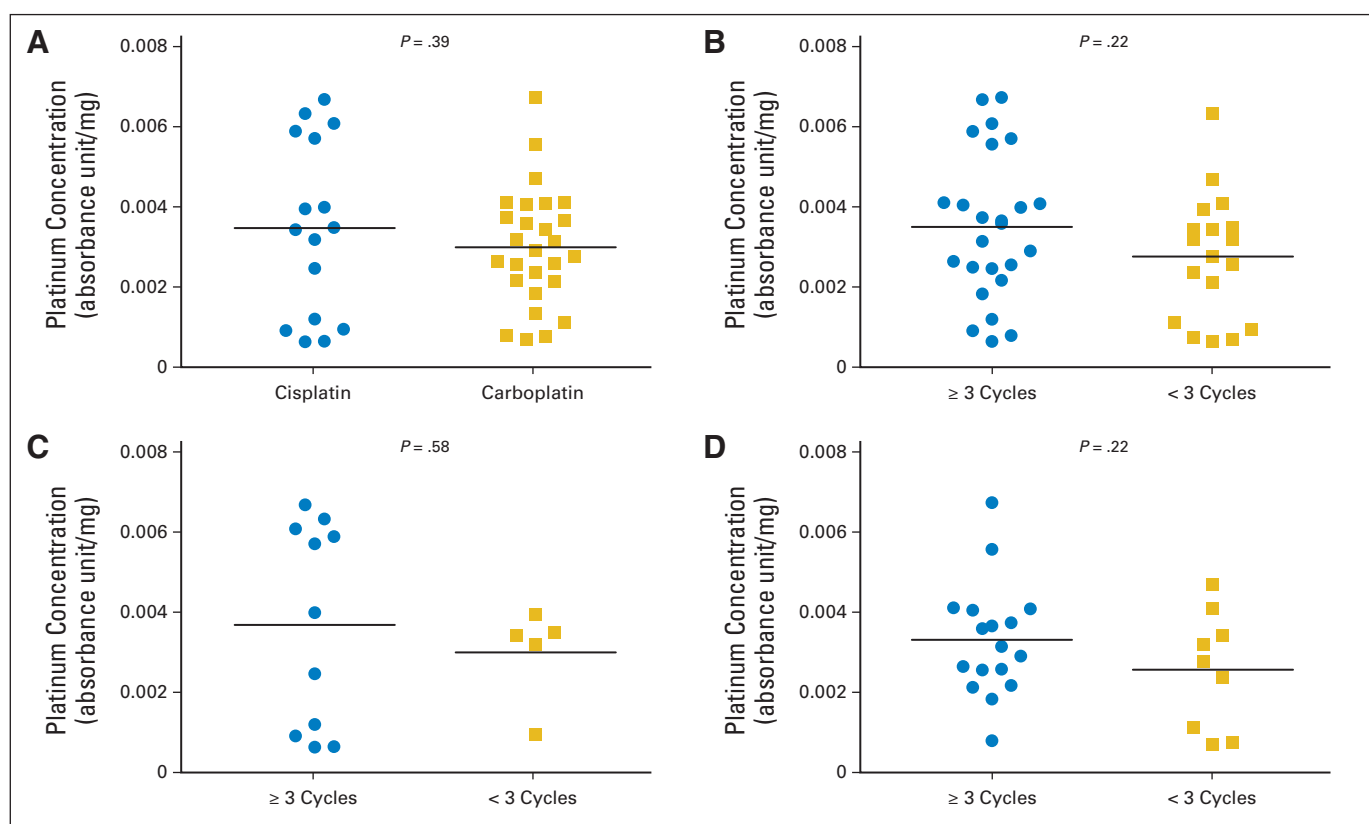 A
P = .39
Platinum Concentration
(absorbance unit/mg)
0.008
0.006
0.004
0.002
0
Cisplatin
Carboplatin
B
P = .22
Platinum Concentration
(absorbance unit/mg)
0.008
0.006
0.004
0.002
0
≥ 3 Cycles
< 3 Cycles
C
P = .58
Platinum Concentration
(absorbance unit/mg)
0.008
0.006
0.004
0.002
0
≥ 3 Cycles
< 3 Cycles
D
P = .22
Platinum Concentration
(absorbance unit/mg)
0.008
0.006
0.004
0.002
0
≥ 3 Cycles
< 3 Cycles